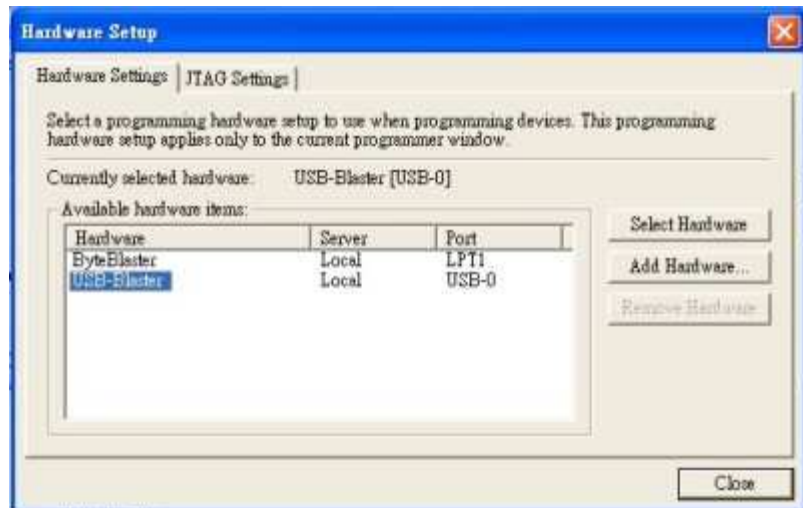 Hardware Setup
Hardware Settings JTAG Settings
Select a programming hardware setup to use when programming devices. This programming
hardware setup applies only to the current programmer window.
Currently selected hardware: USB-Blaster [USB-0]
Available hardware items:
Hardware Server Port
ByteBlaster Local LPT1
USB-Blaster Local USB-0
Select Hardware
Add Hardware...
Remove Hardware
Close